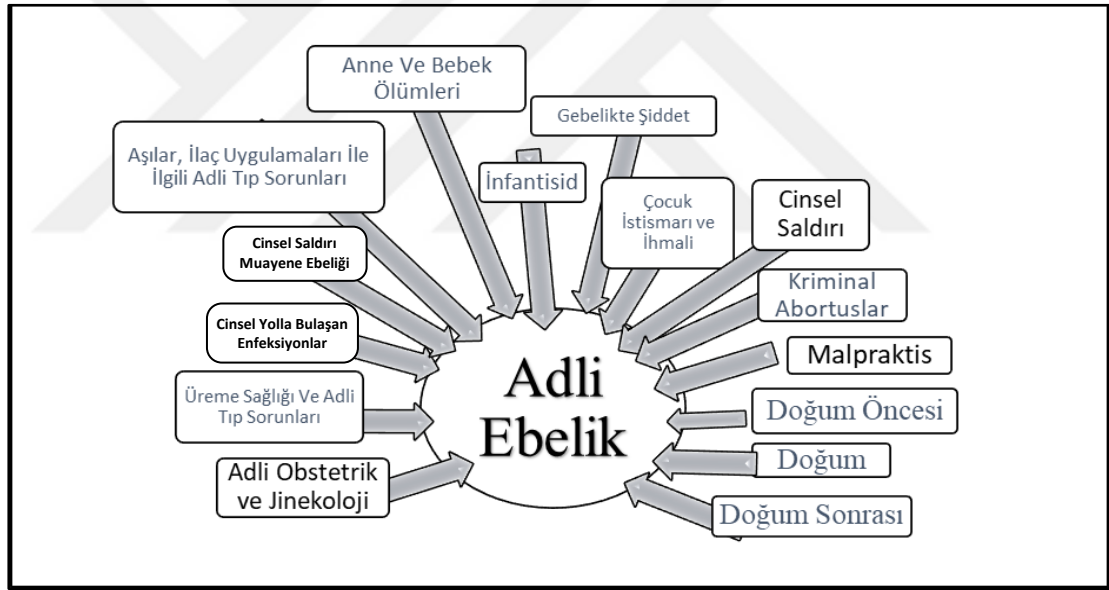 Anne Ve Bebek
Ölümleri
Gebelikte Şiddet
Aşılar, İlaç Uygulamaları İle
İlgili Adli Tıp Sorunları
İnfantisid
Çocuk
İstismarı ve
İhmali
Cinsel
Saldırı
Cinsel Saldırı
Muayene Ebeliği
Kriminal
Abortuslar
Cinsel Yolla Bulaşan
Enfeksiyonlar
Malpraktis
Adli
Ebelik
Üreme Sağlığı Ve Adli
Tıp Sorunları
Doğum Öncesi
Doğum
Adli Obstetrik
ve Jinekoloji
Doğum Sonrası